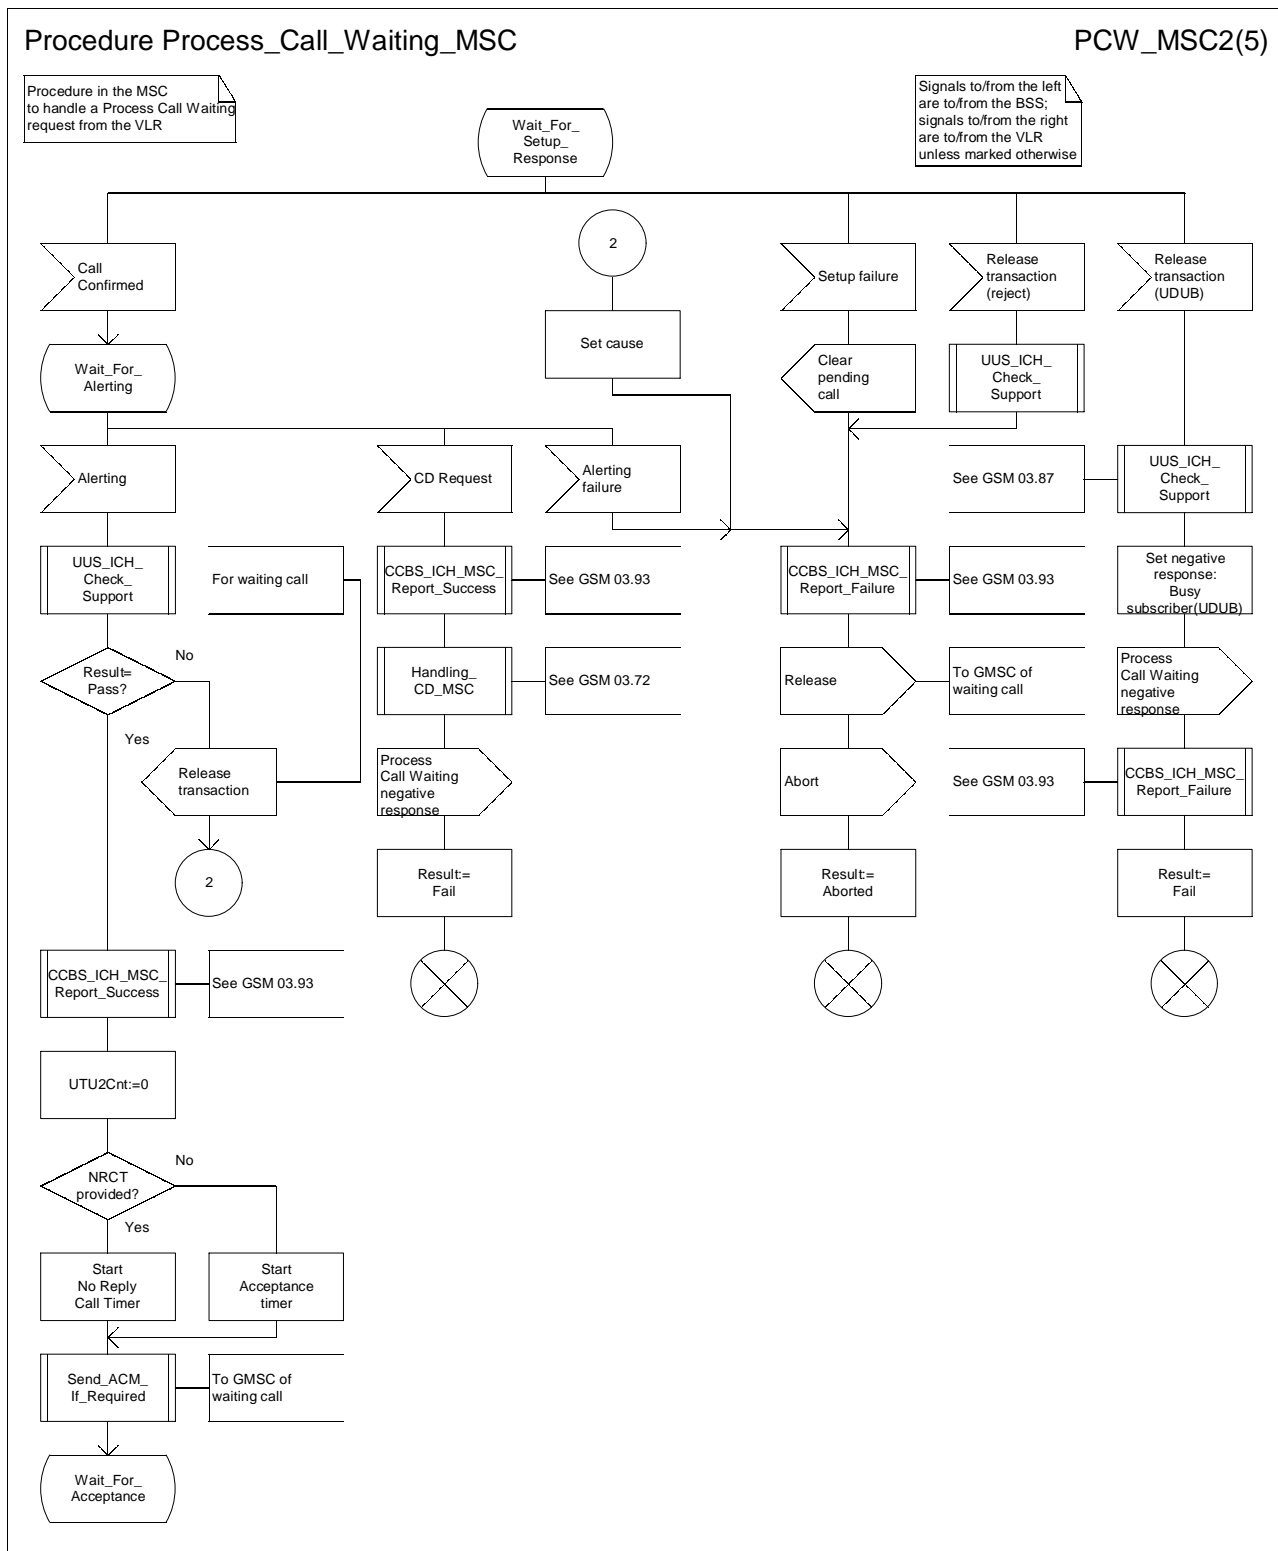 Procedure Process_Call_Waiting_MSC
PCW_MSC2(5)
Procedure in the MSC
to handle a Process Call Waiting
request from the VLR
Signals to/from the left
are to/from the BSS;
signals to/from the right
are to/from the VLR
unless marked otherwise
Wait_For_
Setup_
Response
Call
Confirmed
2
Setup failure
Release
transaction
(reject)
Release
transaction
(UDUB)
Wait_For_
Alerting
Set cause
Clear
pending
call
UUS_ICH_
Check_
Support
Alerting
CD Request
Alerting
failure
See GSM 03.87
UUS_ICH_
Check_
Support
UUS_ICH_
Check_
Support
For waiting call
CCBS_ICH_MSC_
Report_Success
See GSM 03.93
CCBS_ICH_MSC_
Report_Failure
See GSM 03.93
Set negative
response:
Busy
subscriber(UDUB)
Result=
Pass?
No
Yes
Handling_
CD_MSC
See GSM 03.72
Release
To GMSC of
waiting call
Process
Call Waiting
negative
response
Release
transaction
Process
Call Waiting
negative
response
Abort
See GSM 03.93
CCBS_ICH_MSC_
Report_Failure
2
Result:=
Fail
Result:=
Aborted
Result:=
Fail
CCBS_ICH_MSC_
Report_Success
See GSM 03.93
UTU2Cnt:=0
NRCT
provided?
No
Yes
Start
No Reply
Call Timer
Start
Acceptance
timer
Send_ACM_
If_Required
To GMSC of
waiting call
Wait_For_
Acceptance